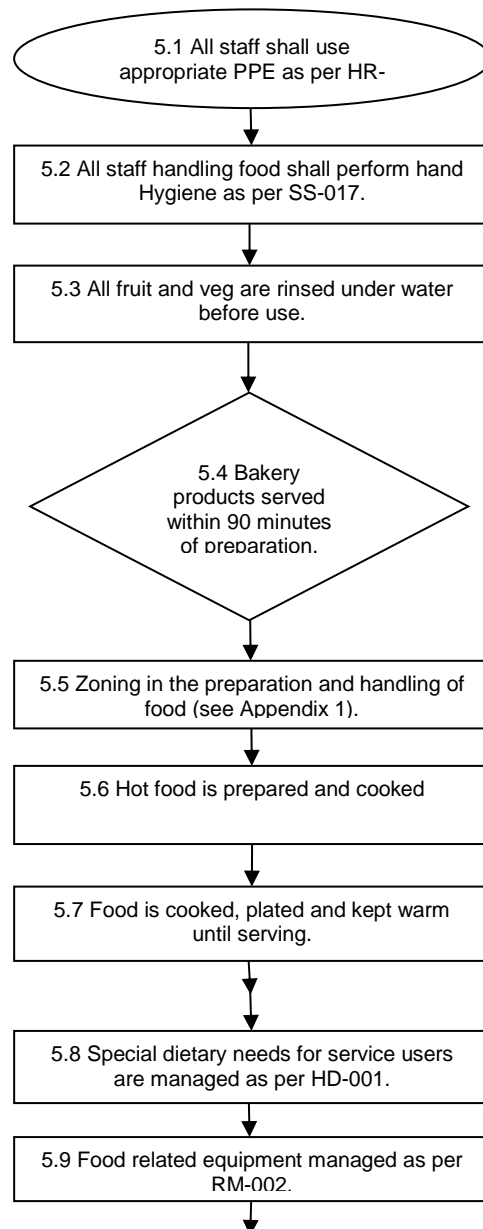 5.1 All staff shall use
appropriate PPE as per HR-
5.2 All staff handling food shall perform hand
Hygiene as per SS-017.
5.3 All fruit and veg are rinsed under water
before use.
5.4 Bakery
products served
within 90 minutes
of preparation.
5.5 Zoning in the preparation and handling of
food (see Appendix 1).
5.6 Hot food is prepared and cooked
5.7 Food is cooked, plated and kept warm
until serving.
5.8 Special dietary needs for service users
are managed as per HD-001.
5.9 Food related equipment managed as per
RM-002.